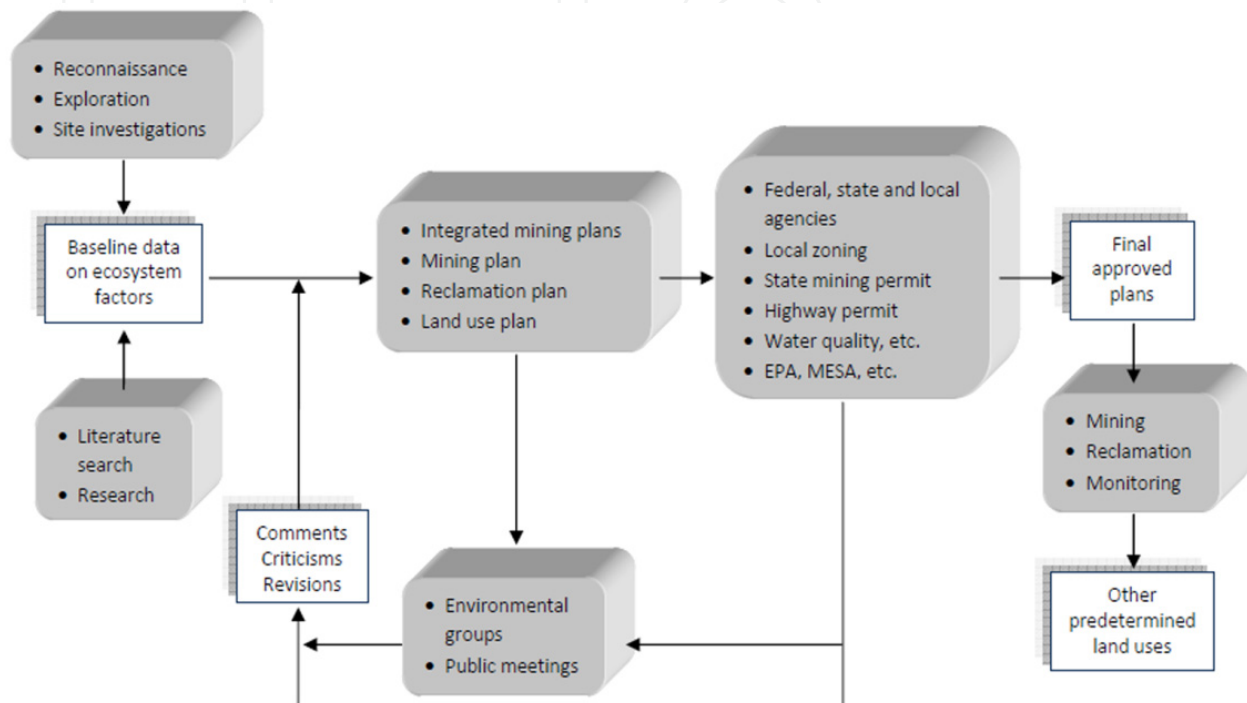 • Reconnaissance
• Exploration
• Site investigations
Baseline data
on ecosystem
factors
• Literature
search
• Research
Comments
Criticisms
Revisions
• Integrated mining plans
• Mining plan
• Reclamation plan
• Land use plan
• Environmental
groups
• Public meetings
• Federal, state and local
agencies
• Local zoning
• State mining permit
• Highway permit
• Water quality, etc.
• EPA, MESA, etc.
Final
approved
plans
• Mining
• Reclamation
• Monitoring
Other
predetermined
land uses